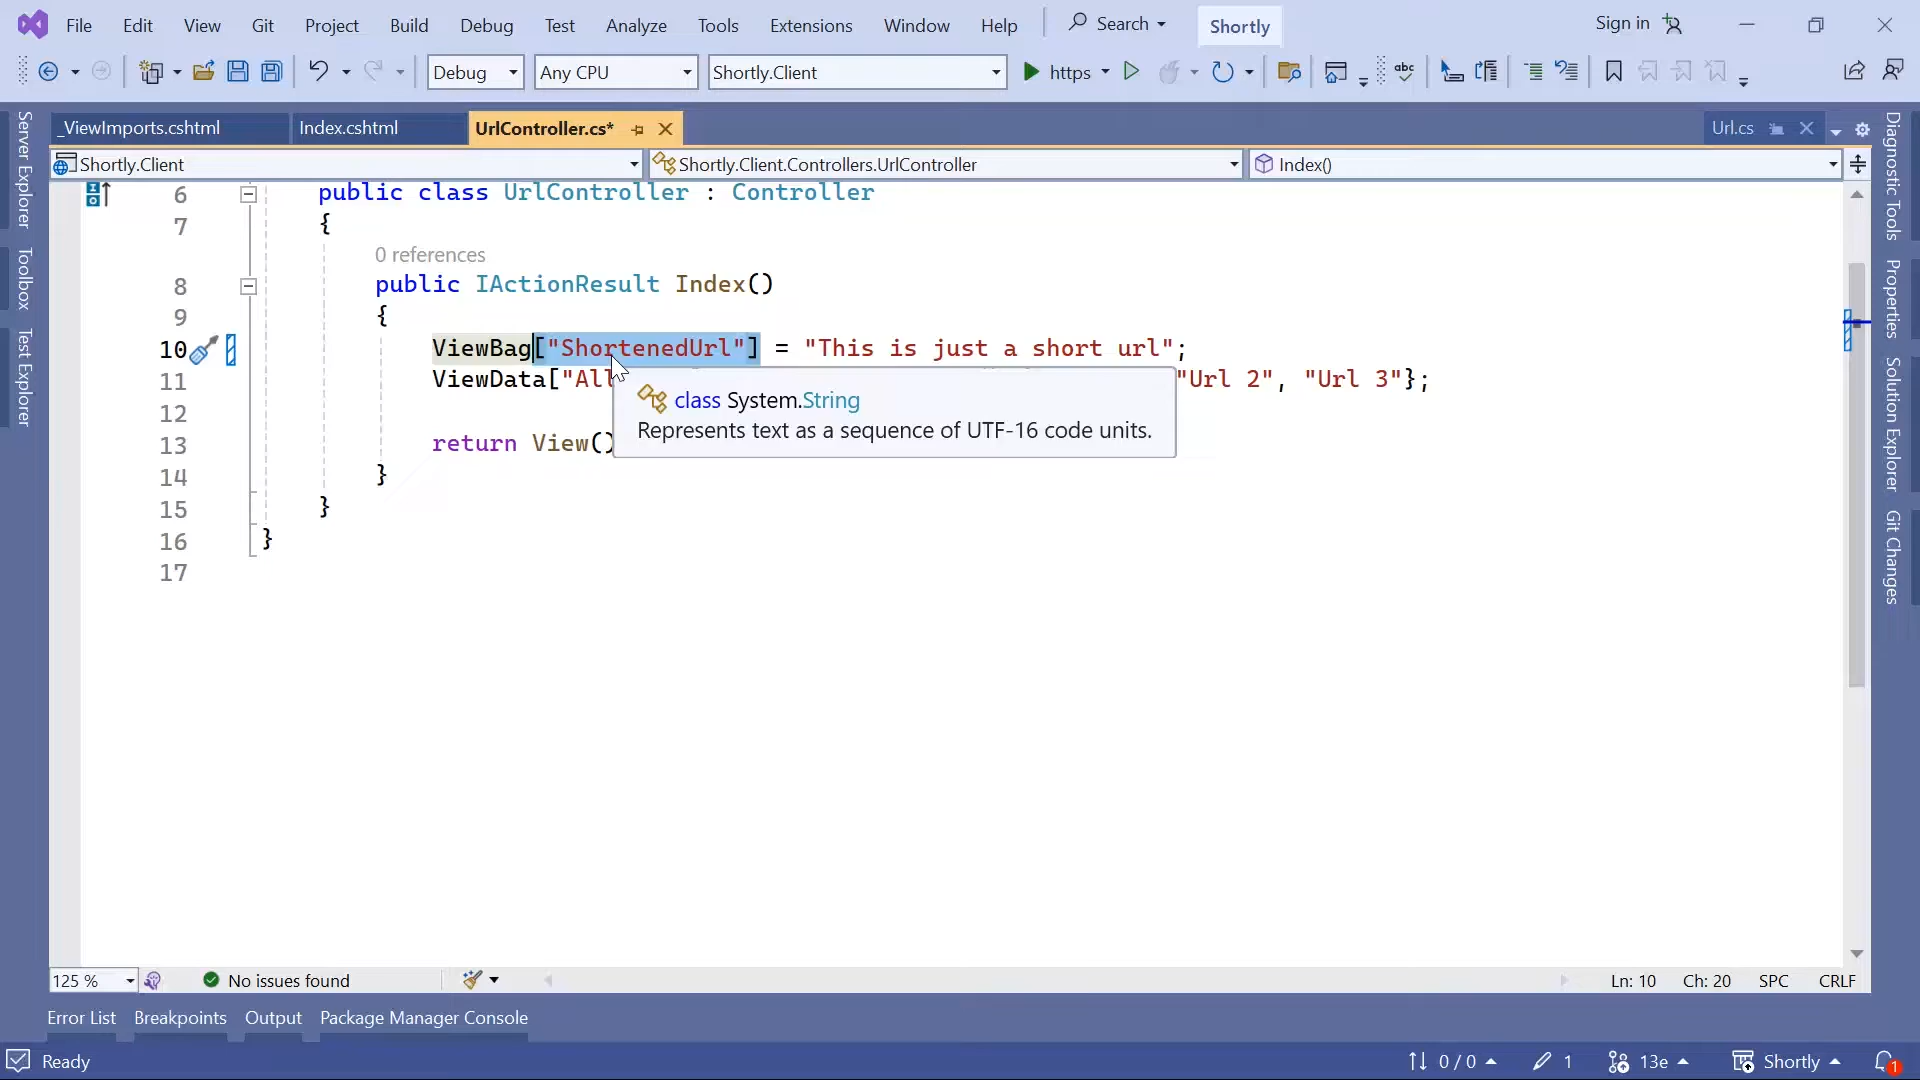 File Edit View Git Project Build Debug Test Analyze Tools Extensions Window Help Search Shortly Sign in
Debug Any CPU Shortly.Client https abc
_ViewImports.cshtml Index.cshtml UrlController.cs* Url.cs
Shortly.Client Shortly.Client.Controllers.UrlController Index()
Server Explorer
Toolbox
Test Explorer
6 public class UrlController : Controller
7 {
0 references
8 public IActionResult Index()
9 {
10 ViewBag["ShortenedUrl"] = "This is just a short url";
11 ViewData["All "Url 2", "Url 3"};
class System.String
Represents text as a sequence of UTF-16 code units.
12
13 return View()
14 }
15 }
16 }
17
Diagnostic Tools
Properties
Solution Explorer
Git Changes
125 % No issues found Ln: 10 Ch: 20 SPC CRLF
Error List Breakpoints Output Package Manager Console
Ready 0 / 0 1 13e Shortly 1